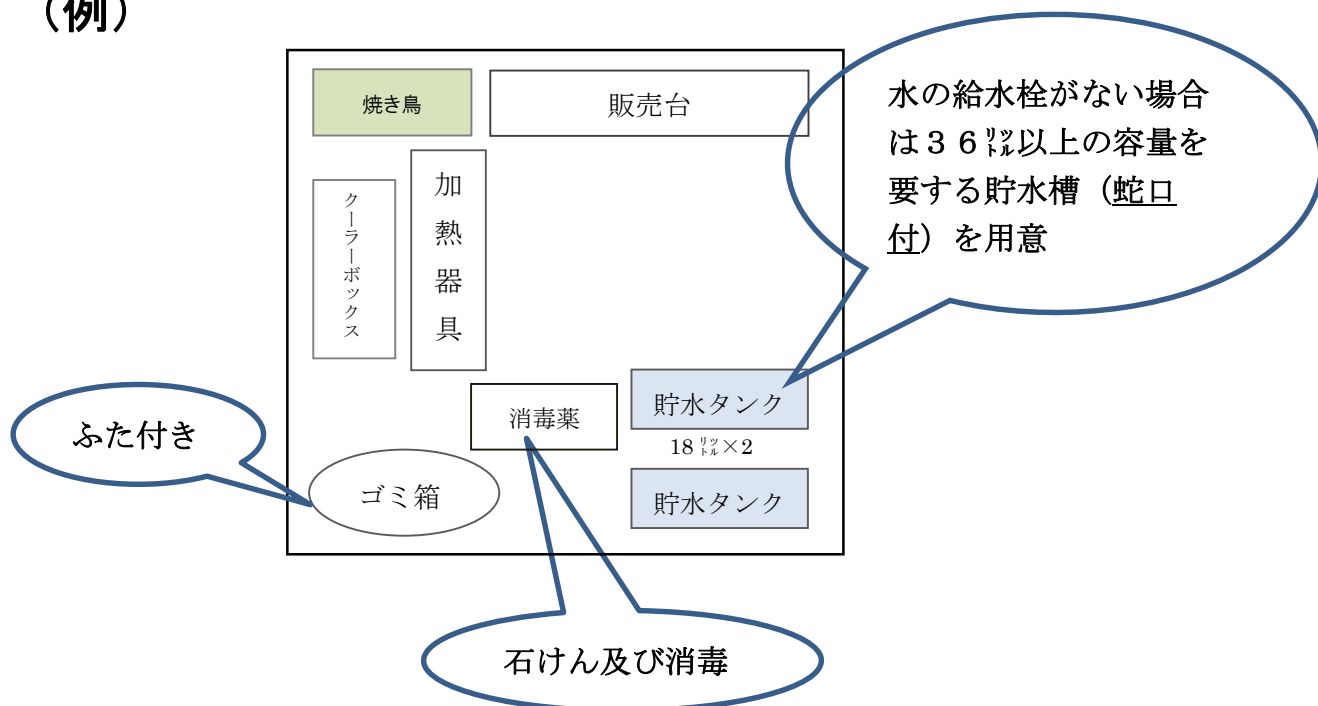 （例）
焼き鳥
販売台
水の給水栓がない場合
は３６㍑以上の容量を
要する貯水槽（蛇口
付）を用意
クーラーボックス
加熱器具
ふた付き
消毒薬
貯水タンク
18㍑×2
ゴミ箱
貯水タンク
石けん及び消毒